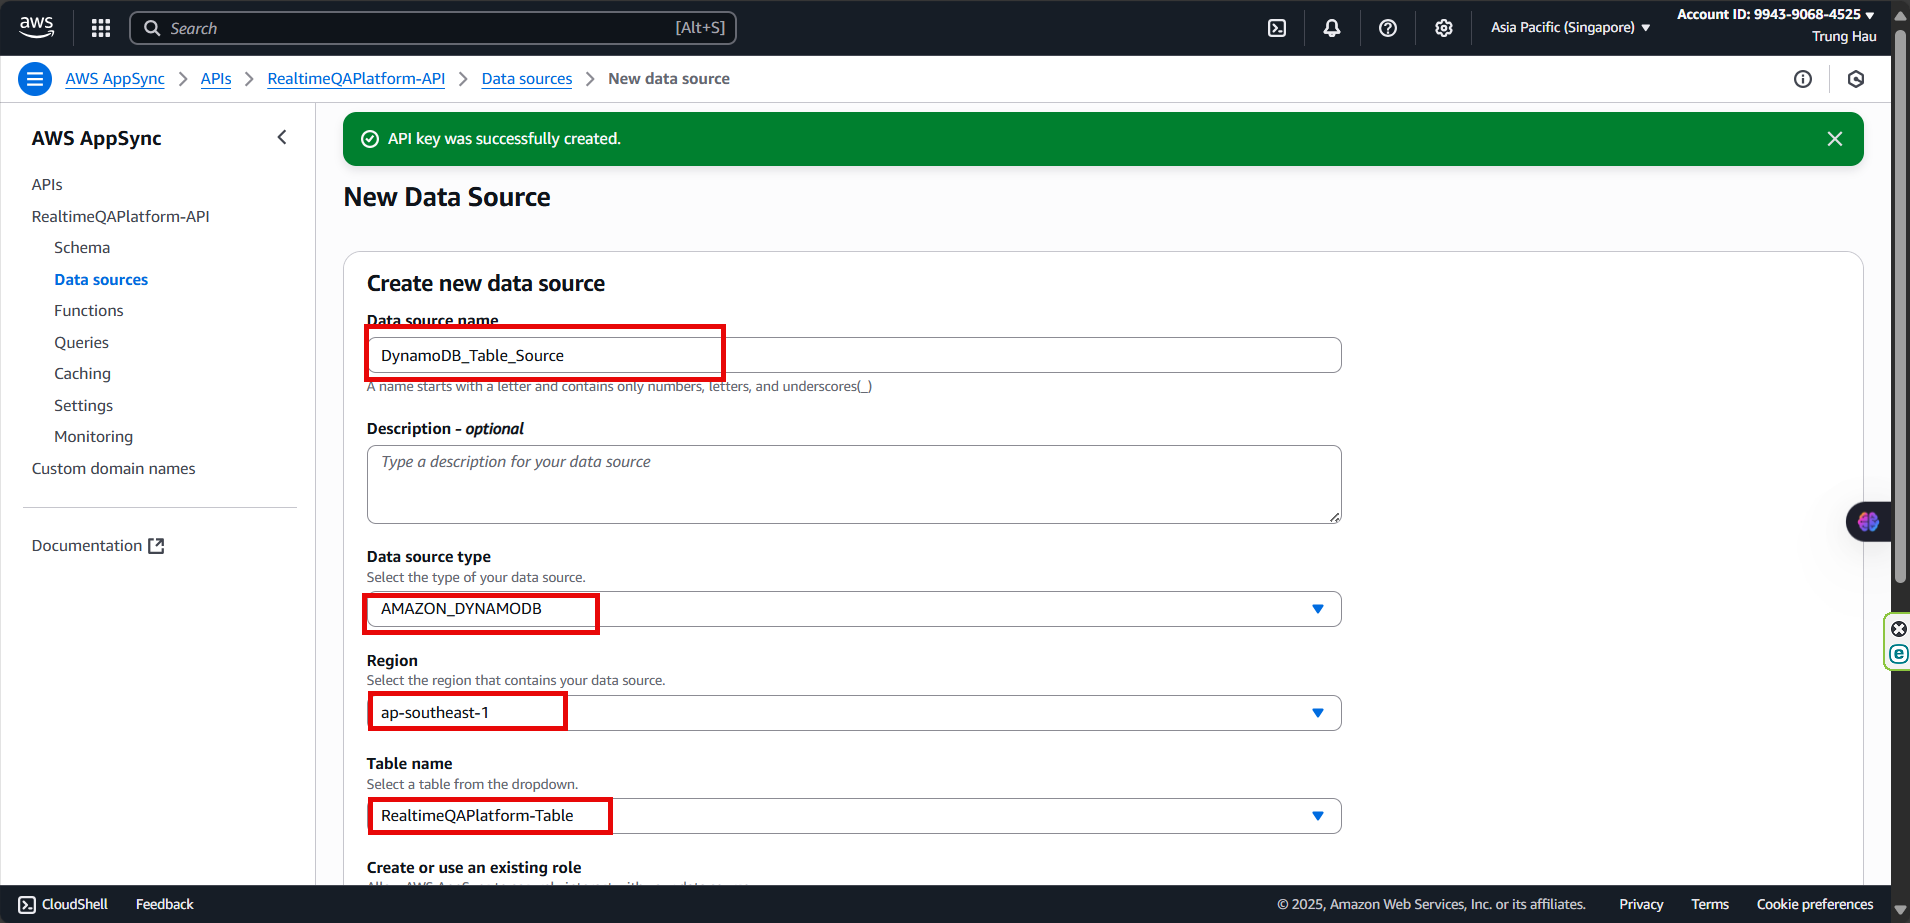 aws
Search [Alt+S]
Asia Pacific (Singapore)
Account ID: 9943-9068-4525
Trung Hau
AWS AppSync
APIs
RealtimeQAPlatform-API
Data sources
New data source
AWS AppSync
APIs
RealtimeQAPlatform-API
Schema
Data sources
Functions
Queries
Caching
Settings
Monitoring
Custom domain names
Documentation
API key was successfully created.
New Data Source
Create new data source
Data source name
DynamoDB_Table_Source
A name starts with a letter and contains only numbers, letters, and underscores(_)
Description - optional
Type a description for your data source
Data source type
Select the type of your data source.
AMAZON_DYNAMODB
Region
Select the region that contains your data source.
ap-southeast-1
Table name
Select a table from the dropdown.
RealtimeQAPlatform-Table
Create or use an existing role
CloudShell
Feedback
© 2025, Amazon Web Services, Inc. or its affiliates.
Privacy
Terms
Cookie preferences